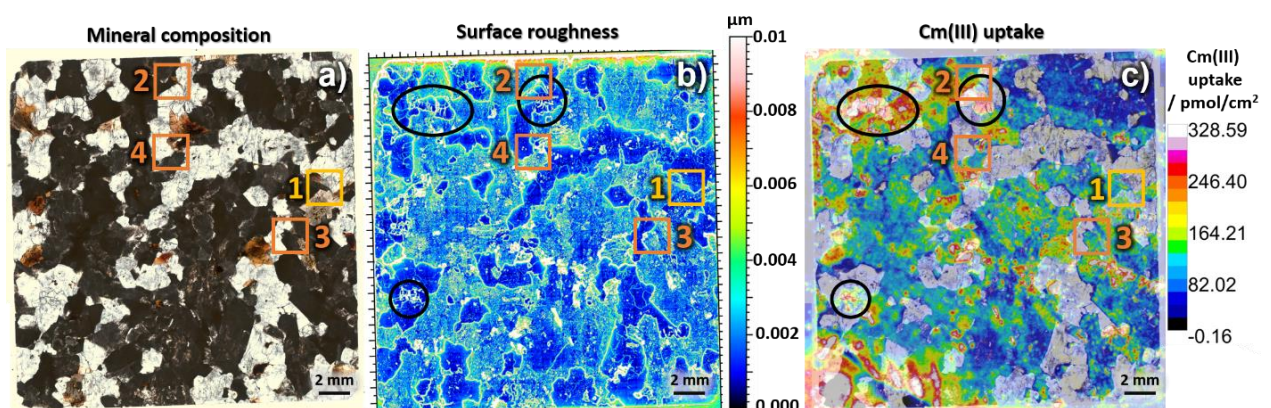 Mineral composition
Surface roughness
Cm(III) uptake
a)
2
4
1
3
2 mm
b)
2
4
1
3
2 mm
µm
0.01
0.008
0.006
0.004
0.002
0.000
c)
2
4
1
3
2 mm
Cm(III)
uptake
/ pmol/cm²
328.59
246.40
164.21
82.02
-0.16